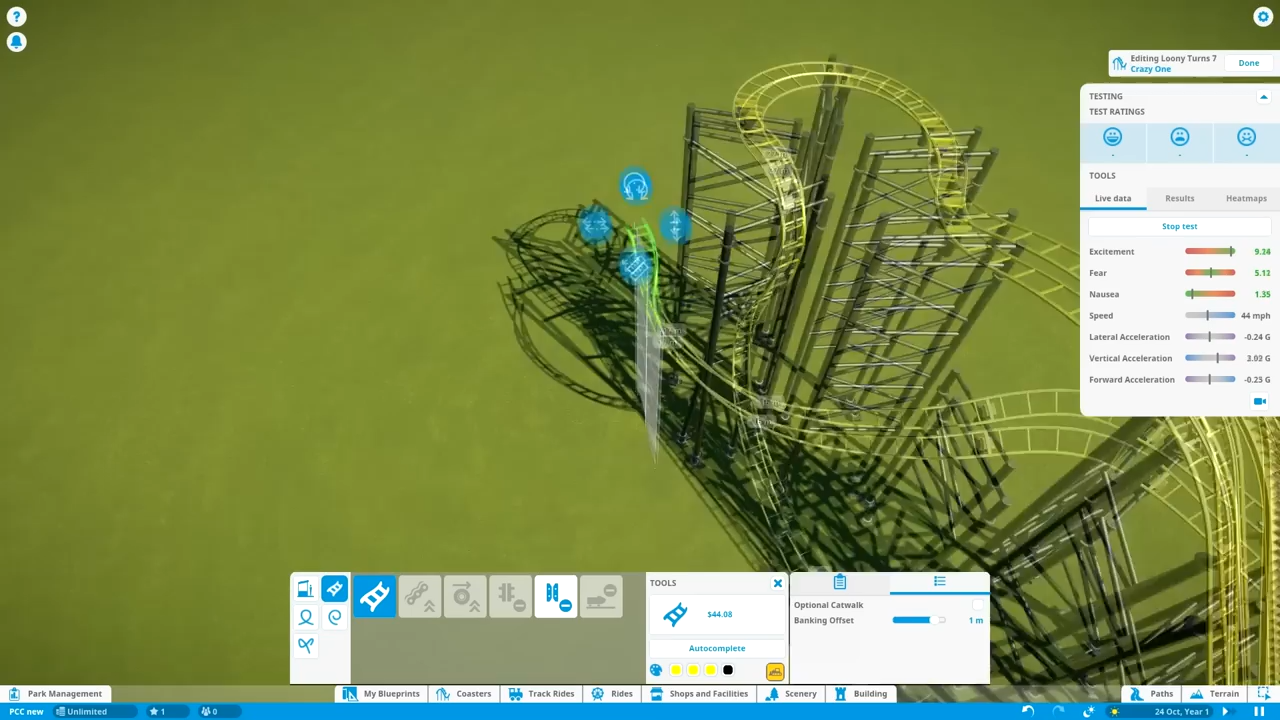 ?
Editing Loony Turns 7
Crazy One
Done
TESTING
TEST RATINGS
- - -
TOOLS
Live data Results Heatmaps
Stop test
Excitement 9.24
Fear 5.12
Nausea 1.35
Speed 44 mph
Lateral Acceleration -0.24 G
Vertical Acceleration
Forward Acceleration -0.23 G
TOOLS
$44.08
Autocomplete
Optional Catwalk
Banking Offset 1 m
Park Management My Blueprints Coasters Track Rides Rides Shops and Facilities Scenery Building Paths Terrain
PCC new Unlimited 1 0 24 Oct, Year 1